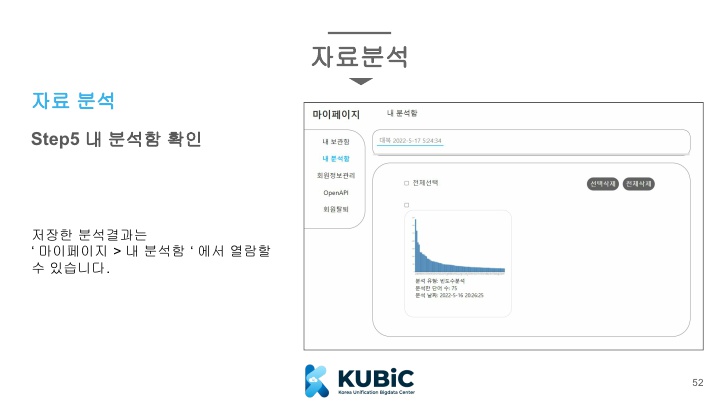 자료분석
자료 분석
Step5 내 분석함 확인
저장한 분석결과는
‘ 마이페이지 > 내 분석함 ‘ 에서 열람할
수 있습니다.
마이페이지
내 분석함
내 보관함
내 분석함
회원정보관리
OpenAPI
회원탈퇴
대북 2022-5-17 5:24:34
전체선택
선택삭제
전체삭제
분석 유형: 빈도수분석
분석한 단어 수: 75
분석 날짜: 2022-5-16 20:26:25
KUBiC
Korea Unification Bigdata Center
52